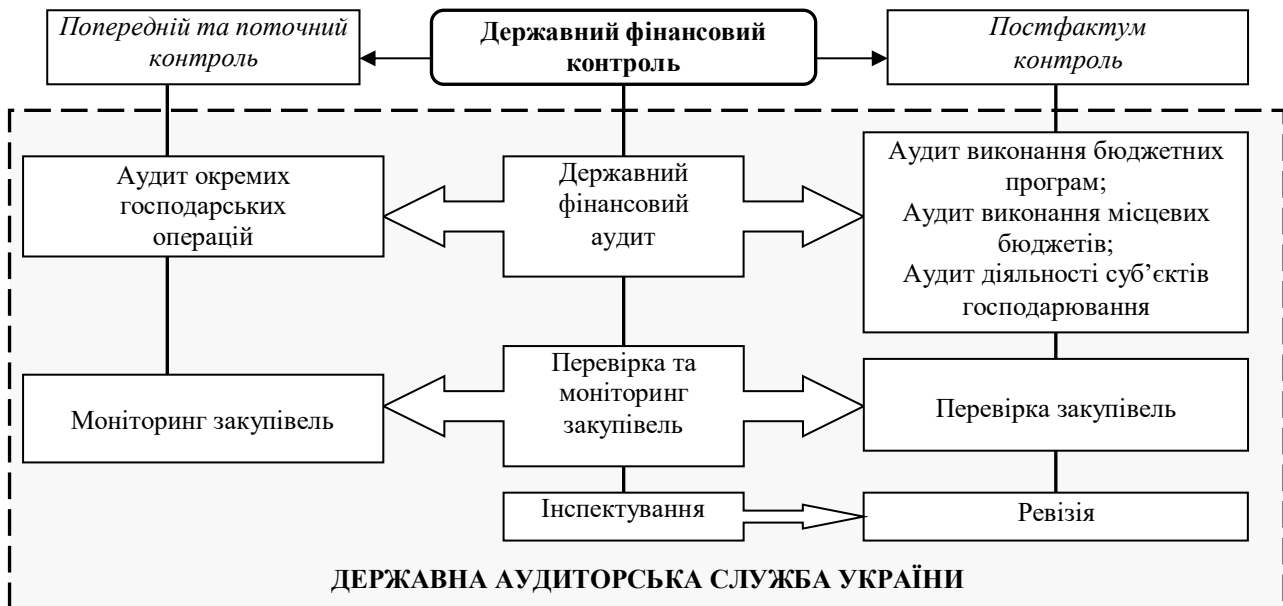 Попередній та поточний
контроль
Державний фінансовий
контроль
Постфактум
контроль
Аудит окремих
господарських
операцій
Державний
фінансовий
аудит
Аудит виконання бюджетних
програм;
Аудит виконання місцевих
бюджетів;
Аудит діяльності суб’єктів
господарювання
Моніторинг закупівель
Перевірка та
моніторинг
закупівель
Перевірка закупівель
Інспектування
Ревізія
ДЕРЖАВНА АУДИТОРСЬКА СЛУЖБА УКРАЇНИ